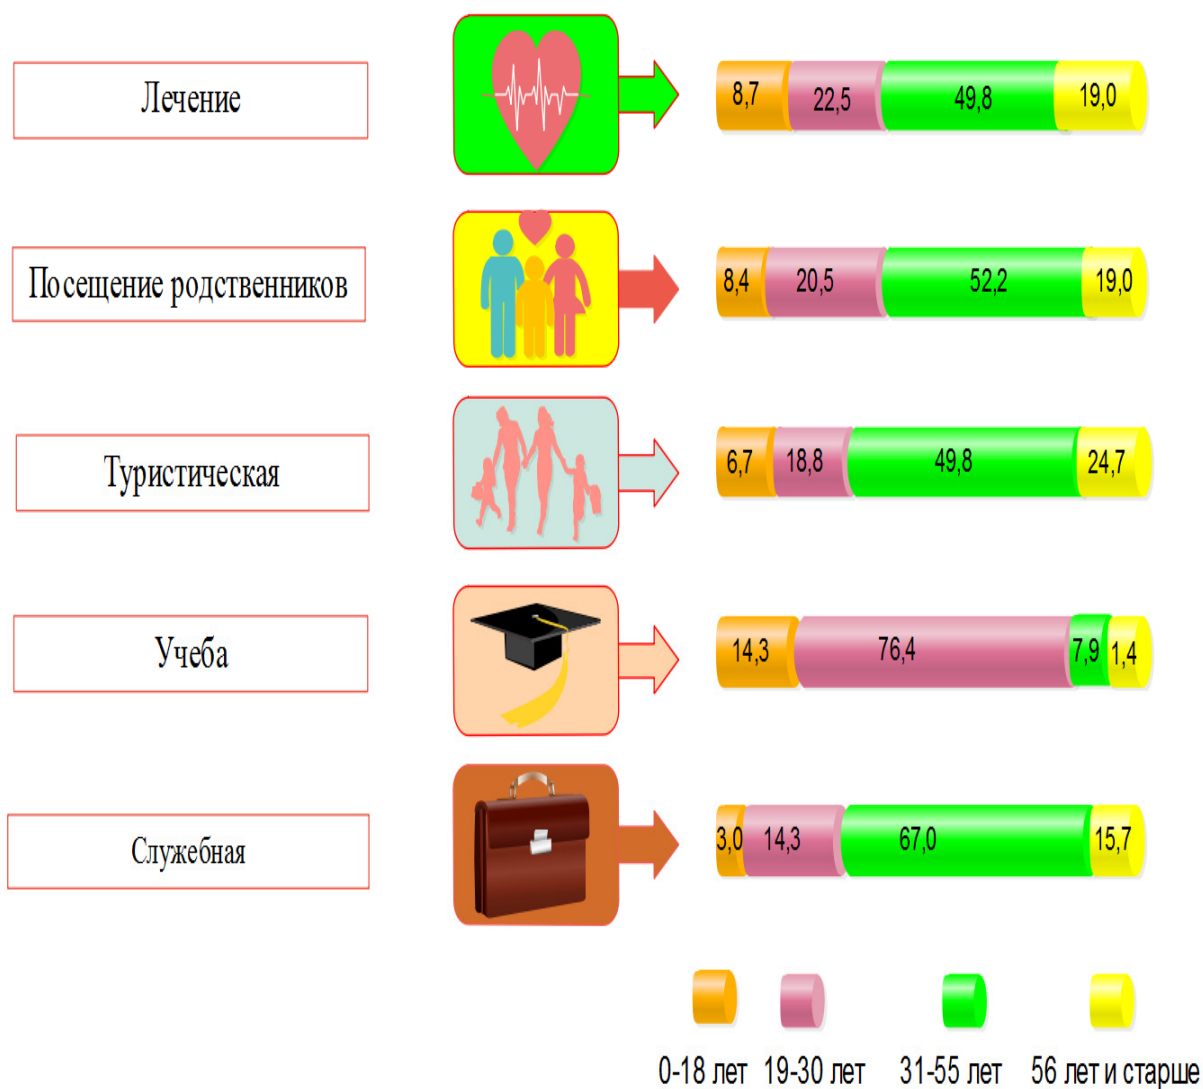 Лечение
8,7 22,5 49,8 19,0
Посещение родственников
8,4 20,5 52,2 19,0
Туристическая
6,7 18,8 49,8 24,7
Учеба
14,3 76,4 7,9 1,4
Служебная
3,0 14,3 67,0 15,7
0-18 лет 19-30 лет 31-55 лет 56 лет и старше